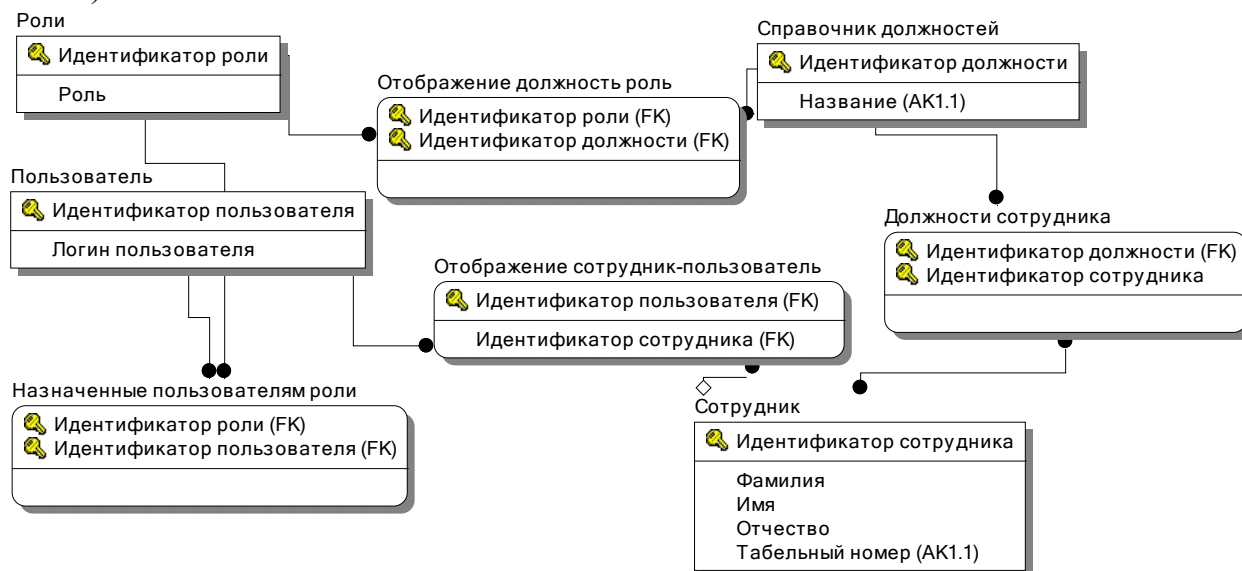 )
Роли
Идентификатор роли
Роль
Справочник должностей
Идентификатор должности
Название (AK1.1)
Отображение должность роль
Идентификатор роли (FK)
Идентификатор должности (FK)
Пользователь
Идентификатор пользователя
Логин пользователя
Должности сотрудника
Идентификатор должности (FK)
Идентификатор сотрудника
Отображение сотрудник-пользователь
Идентификатор пользователя (FK)
Идентификатор сотрудника (FK)
Назначенные пользователям роли
Идентификатор роли (FK)
Идентификатор пользователя (FK)
Сотрудник
Идентификатор сотрудника
Фамилия
Имя
Отчество
Табельный номер (AK1.1)